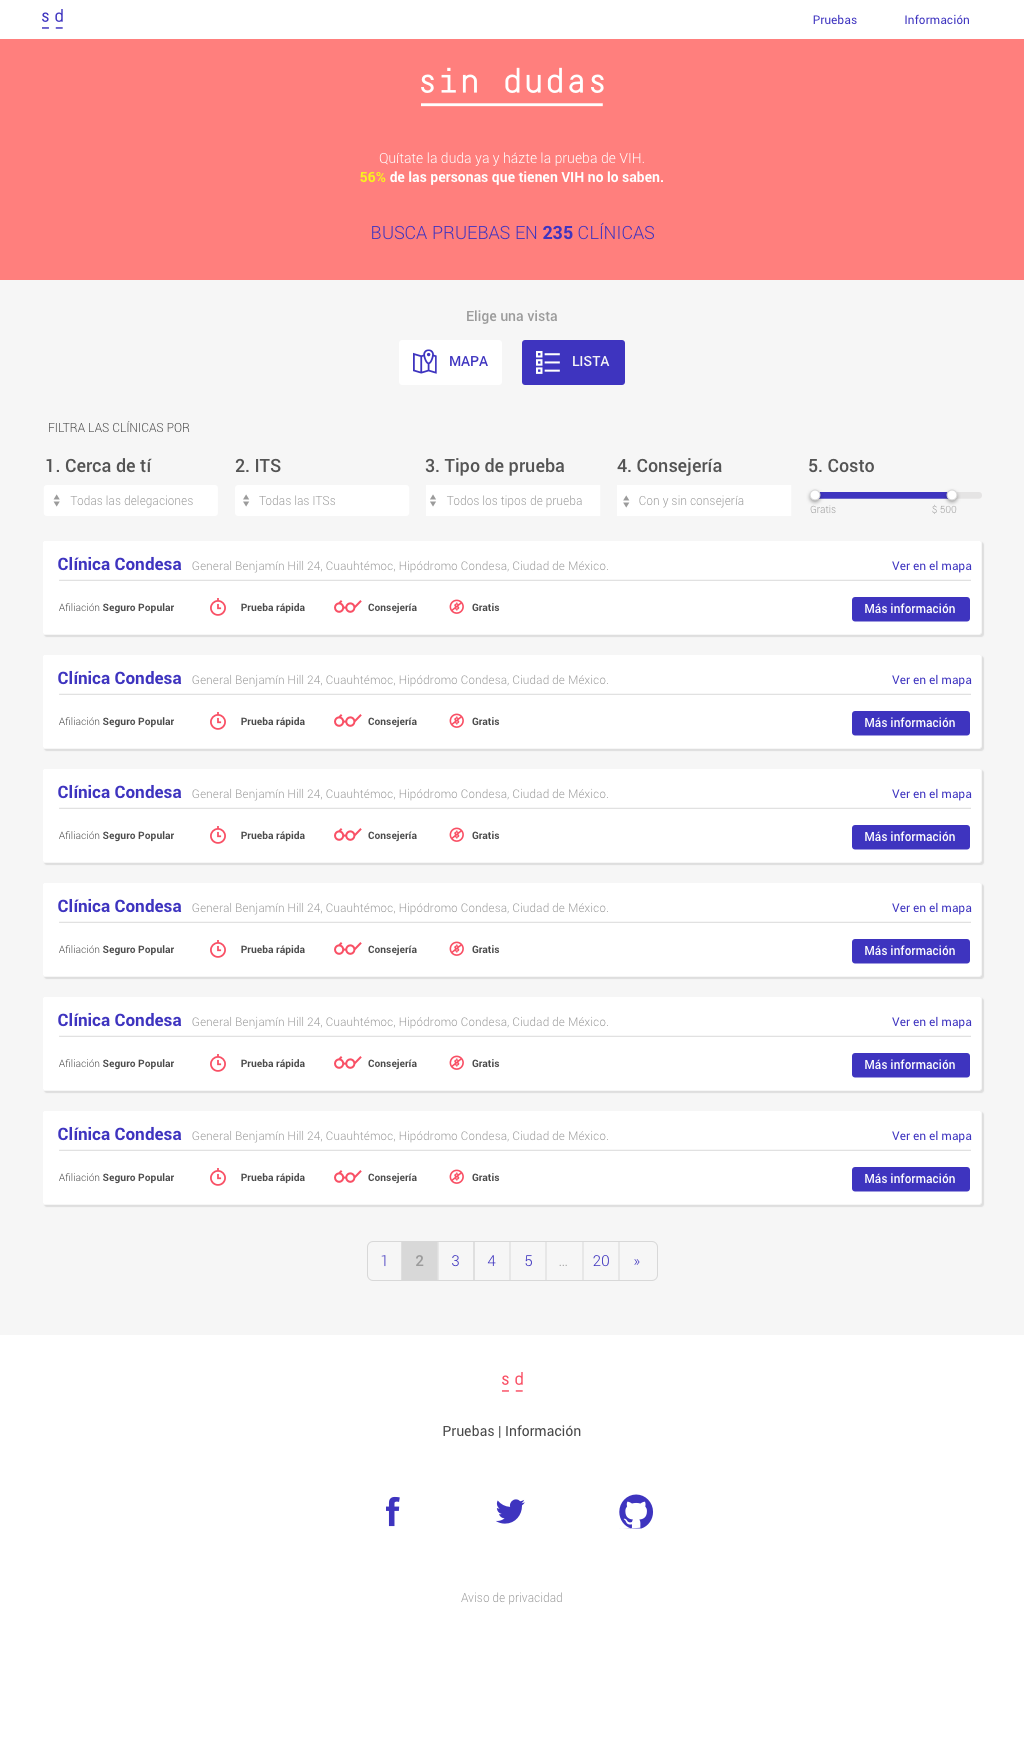 s d
Pruebas Información
sin dudas
Quítate la duda ya y házte la prueba de VIH.
56% de las personas que tienen VIH no lo saben.
BUSCA PRUEBAS EN 235 CLÍNICAS
Elige una vista
MAPA LISTA
FILTRA LAS CLÍNICAS POR
1. Cerca de tí 2. ITS 3. Tipo de prueba 4. Consejería 5. Costo
Todas las delegaciones Todas las ITSs Todos los tipos de prueba Con y sin consejería
Gratis $ 500
Clínica Condesa General Benjamín Hill 24, Cuauhtémoc, Hipódromo Condesa, Ciudad de México. Ver en el mapa
Afiliación Seguro Popular Prueba rápida Consejería Gratis Más información
Clínica Condesa General Benjamín Hill 24, Cuauhtémoc, Hipódromo Condesa, Ciudad de México. Ver en el mapa
Afiliación Seguro Popular Prueba rápida Consejería Gratis Más información
Clínica Condesa General Benjamín Hill 24, Cuauhtémoc, Hipódromo Condesa, Ciudad de México. Ver en el mapa
Afiliación Seguro Popular Prueba rápida Consejería Gratis Más información
Clínica Condesa General Benjamín Hill 24, Cuauhtémoc, Hipódromo Condesa, Ciudad de México. Ver en el mapa
Afiliación Seguro Popular Prueba rápida Consejería Gratis Más información
Clínica Condesa General Benjamín Hill 24, Cuauhtémoc, Hipódromo Condesa, Ciudad de México. Ver en el mapa
Afiliación Seguro Popular Prueba rápida Consejería Gratis Más información
Clínica Condesa General Benjamín Hill 24, Cuauhtémoc, Hipódromo Condesa, Ciudad de México. Ver en el mapa
Afiliación Seguro Popular Prueba rápida Consejería Gratis Más información
1 2 3 4 5 ... 20 »
s d
Pruebas | Información
Aviso de privacidad